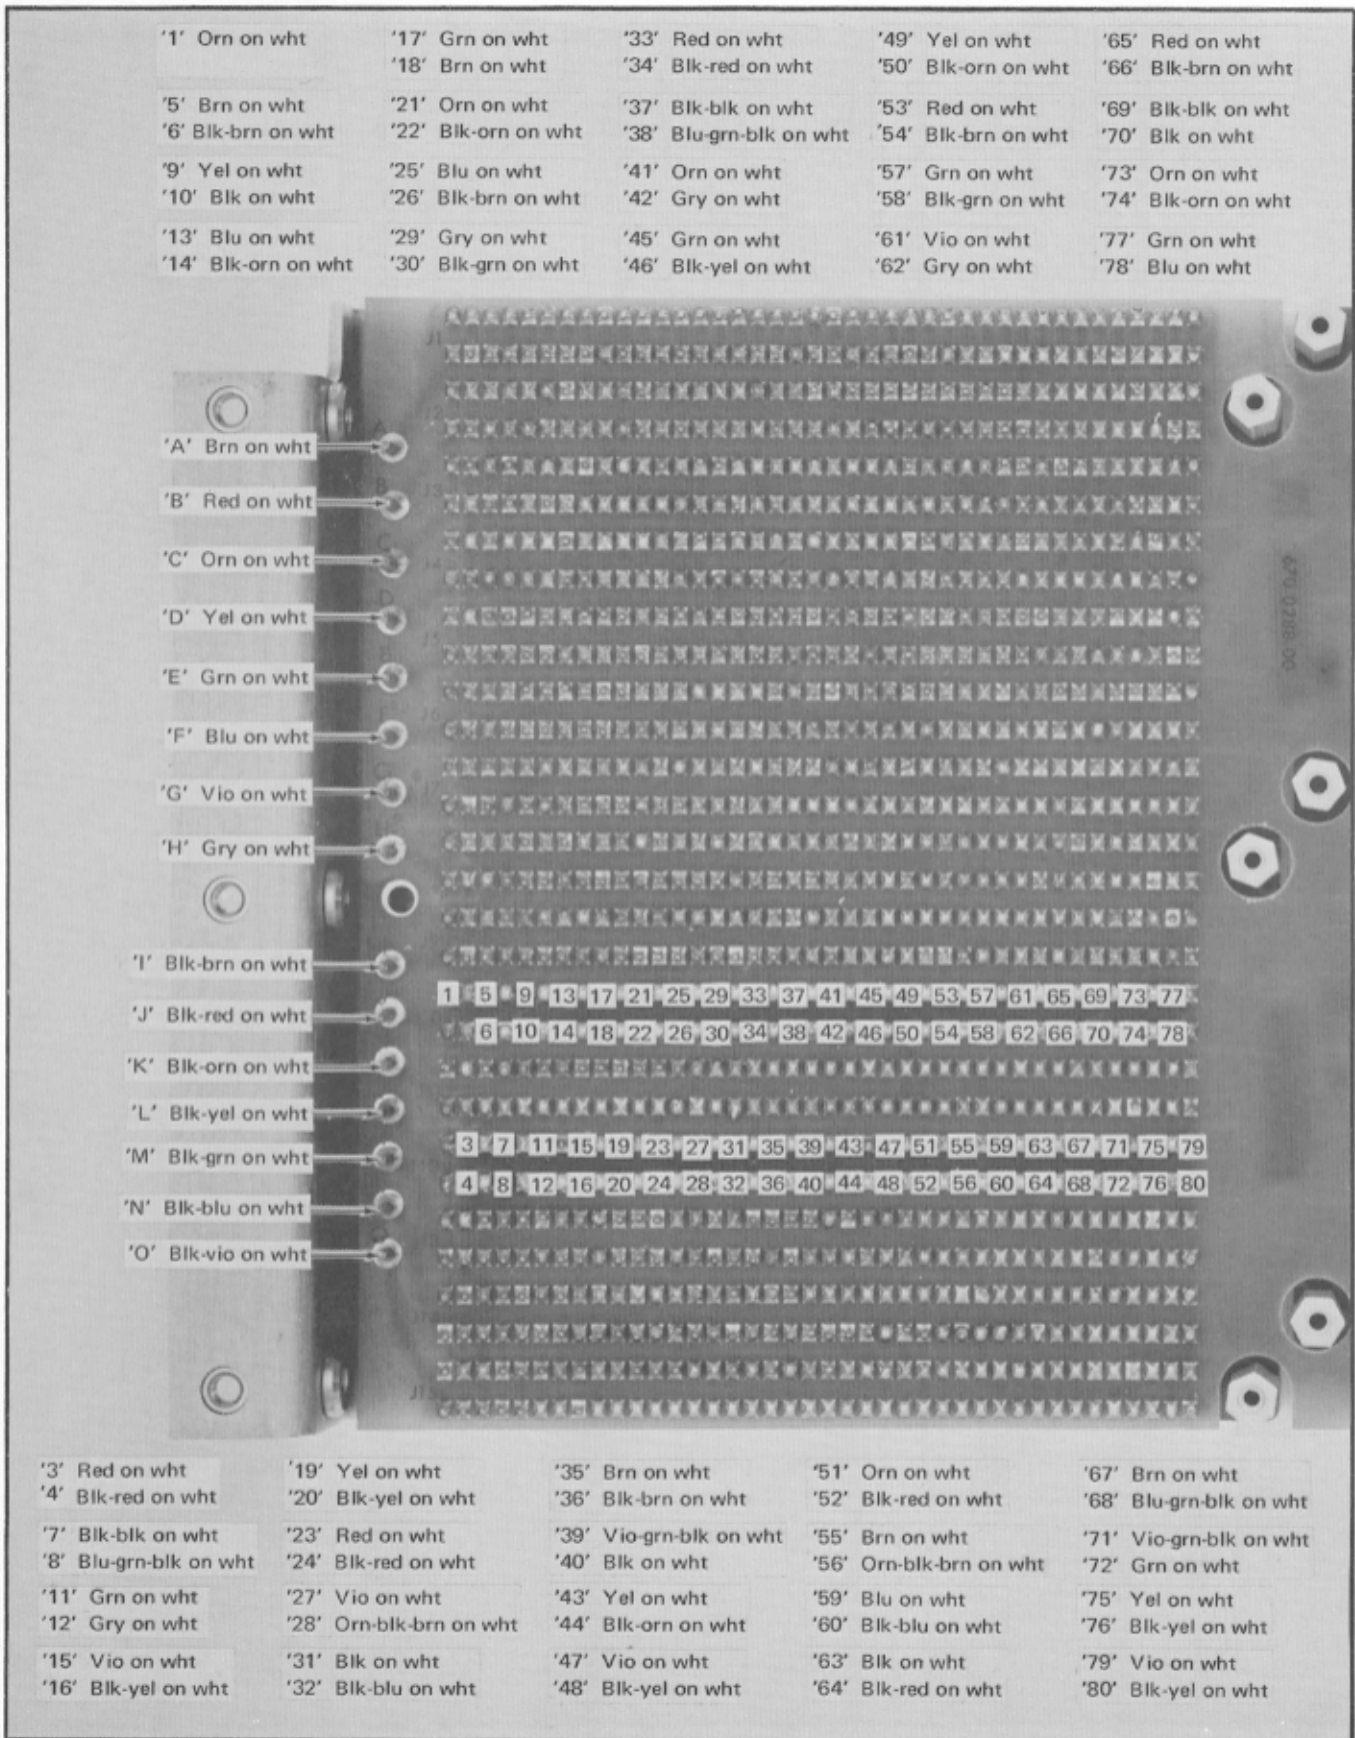 '1' Orn on wht '17' Grn on wht '33' Red on wht '49' Yel on wht '65' Red on wht
'18' Brn on wht '34' Blk-red on wht '50' Blk-orn on wht '66' Blk-brn on wht
'5' Brn on wht '21' Orn on wht '37' Blk-blk on wht '53' Red on wht '69' Blk-blk on wht
'6' Blk-brn on wht '22' Blk-orn on wht '38' Blu-grn-blk on wht '54' Blk-brn on wht '70' Blk on wht
'9' Yel on wht '25' Blu on wht '41' Orn on wht '57' Grn on wht '73' Orn on wht
'10' Blk on wht '26' Blk-brn on wht '42' Gry on wht '58' Blk-grn on wht '74' Blk-orn on wht
'13' Blu on wht '29' Gry on wht '45' Grn on wht '61' Vio on wht '77' Grn on wht
'14' Blk-orn on wht '30' Blk-grn on wht '46' Blk-yel on wht '62' Gry on wht '78' Blu on wht
J1
J2
A
'A' Brn on wht
B
J3
'B' Red on wht
C
'C' Orn on wht
D
'D' Yel on wht
J5
'E' Grn on wht
J6
'F' Blu on wht
'G' Vio on wht
'H' Gry on wht
'I' Blk-brn on wht
1 5 9 13 17 21 25 29 33 37 41 45 49 53 57 61 65 69 73 77
'J' Blk-red on wht
6 10 14 18 22 26 30 34 38 42 46 50 54 58 62 66 70 74 78
'K' Blk-orn on wht
'L' Blk-yel on wht
3 7 11 15 19 23 27 31 35 39 43 47 51 55 59 63 67 71 75 79
'M' Blk-grn on wht
4 8 12 16 20 24 28 32 36 40 44 48 52 56 60 64 68 72 76 80
'N' Blk-blu on wht
'O' Blk-vio on wht
J15
'3' Red on wht '19' Yel on wht '35' Brn on wht '51' Orn on wht '67' Brn on wht
'4' Blk-red on wht '20' Blk-yel on wht '36' Blk-brn on wht '52' Blk-red on wht '68' Blu-grn-blk on wht
'7' Blk-blk on wht '23' Red on wht '39' Vio-grn-blk on wht '55' Brn on wht '71' Vio-grn-blk on wht
'8' Blu-grn-blk on wht '24' Blk-red on wht '40' Blk on wht '56' Orn-blk-brn on wht '72' Grn on wht
'11' Grn on wht '27' Vio on wht '43' Yel on wht '59' Blu on wht '75' Yel on wht
'12' Gry on wht '28' Orn-blk-brn on wht '44' Blk-orn on wht '60' Blk-blu on wht '76' Blk-yel on wht
'15' Vio on wht '31' Blk on wht '47' Vio on wht '63' Blk on wht '79' Vio on wht
'16' Blk-yel on wht '32' Blk-blu on wht '48' Blk-yel on wht '64' Blk-red on wht '80' Blk-yel on wht